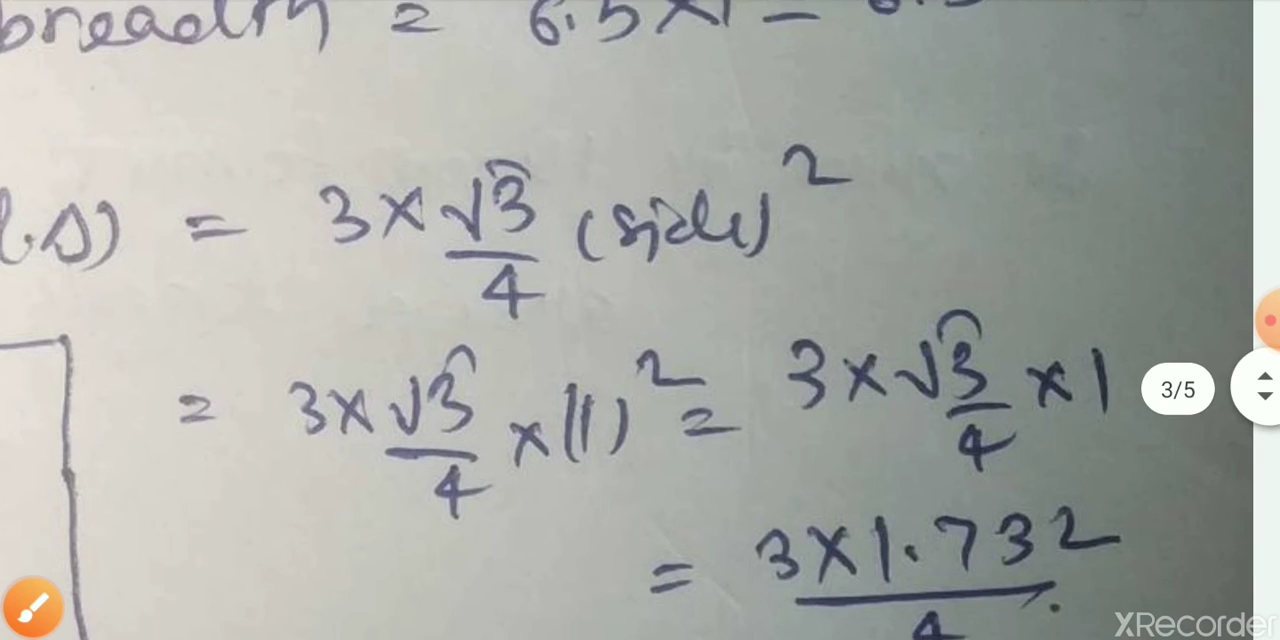 breadth = 6.5×1 =
= 3 × √3/4 (side)²
= 3 × √3/4 × (1)² = 3 × √3/4 × 1
3/5
= 3 × 1.732/4
XRecorder